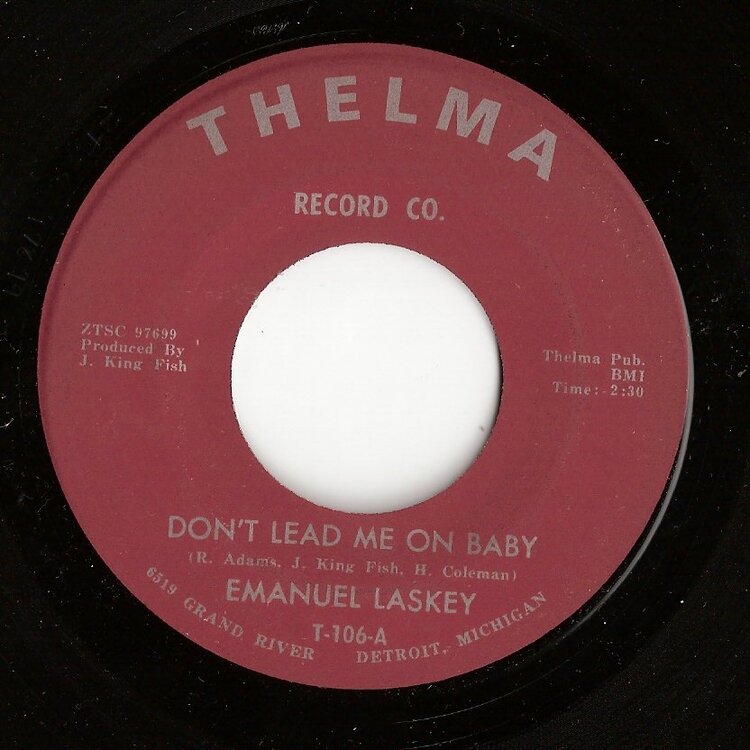 THELMA
RECORD CO.
ZTSC 97699
Produced By
J. King Fish
Thelma Pub.
BMI
Time:-2:30
DON'T LEAD ME ON BABY
(R. Adams, J. King Fish, H. Coleman)
EMANUEL LASKEY
T-106-A
6519 GRAND RIVER DETROIT, MICHIGAN